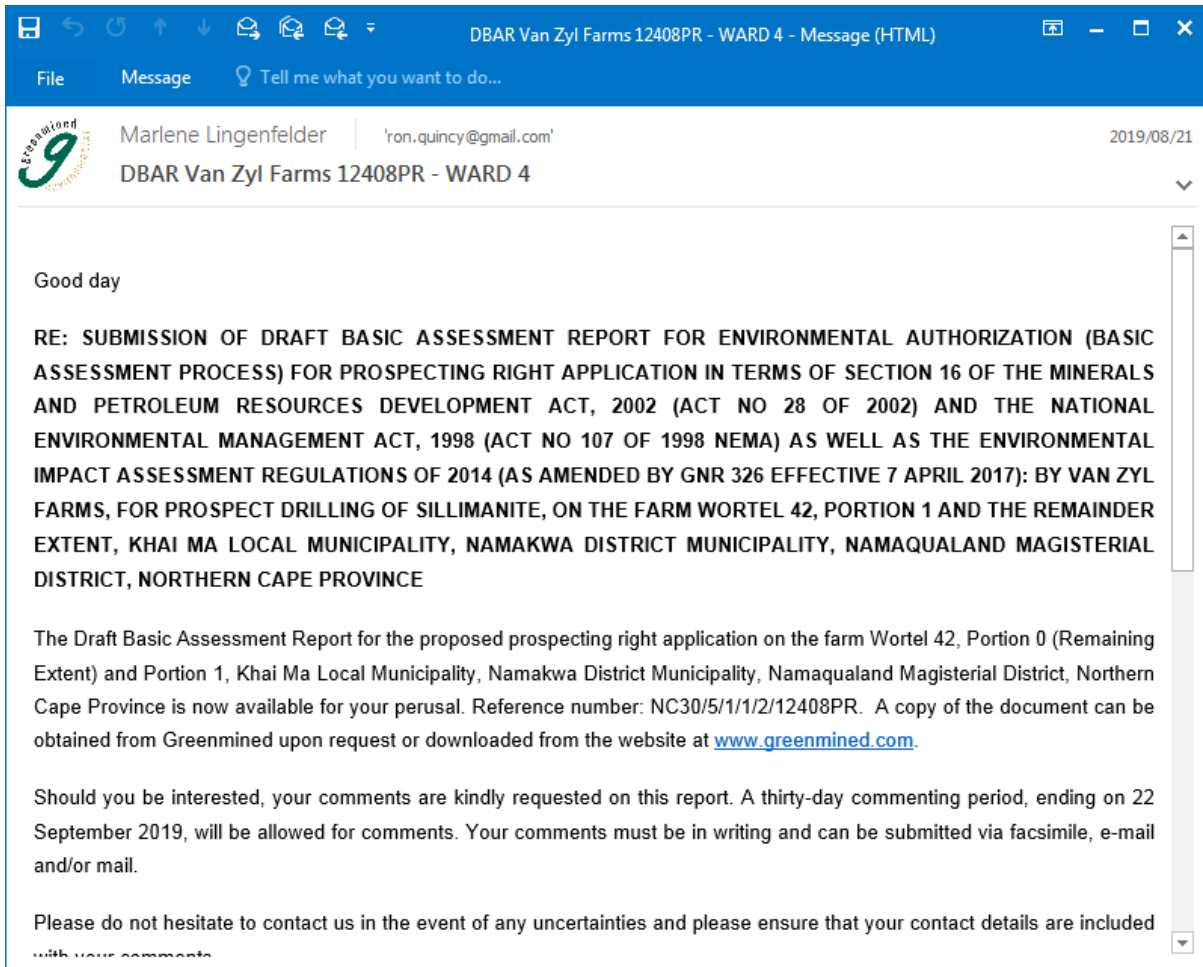 DBAR Van Zyl Farms 12408PR - WARD 4 - Message (HTML)
File Message Tell me what you want to do...
greenmined
Marlene Lingenfelder 'ron.quincy@gmail.com' 2019/08/21
DBAR Van Zyl Farms 12408PR - WARD 4
Good day
RE: SUBMISSION OF DRAFT BASIC ASSESSMENT REPORT FOR ENVIRONMENTAL AUTHORIZATION (BASIC
ASSESSMENT PROCESS) FOR PROSPECTING RIGHT APPLICATION IN TERMS OF SECTION 16 OF THE MINERALS
AND PETROLEUM RESOURCES DEVELOPMENT ACT, 2002 (ACT NO 28 OF 2002) AND THE NATIONAL
ENVIRONMENTAL MANAGEMENT ACT, 1998 (ACT NO 107 OF 1998 NEMA) AS WELL AS THE ENVIRONMENTAL
IMPACT ASSESSMENT REGULATIONS OF 2014 (AS AMENDED BY GNR 326 EFFECTIVE 7 APRIL 2017): BY VAN ZYL
FARMS, FOR PROSPECT DRILLING OF SILLIMANITE, ON THE FARM WORTEL 42, PORTION 1 AND THE REMAINDER
EXTENT, KHAI MA LOCAL MUNICIPALITY, NAMAKWA DISTRICT MUNICIPALITY, NAMAQUALAND MAGISTERIAL
DISTRICT, NORTHERN CAPE PROVINCE
The Draft Basic Assessment Report for the proposed prospecting right application on the farm Wortel 42, Portion 0 (Remaining
Extent) and Portion 1, Khai Ma Local Municipality, Namakwa District Municipality, Namaqualand Magisterial District, Northern
Cape Province is now available for your perusal. Reference number: NC30/5/1/1/2/12408PR. A copy of the document can be
obtained from Greenmined upon request or downloaded from the website at www.greenmined.com.
Should you be interested, your comments are kindly requested on this report. A thirty-day commenting period, ending on 22
September 2019, will be allowed for comments. Your comments must be in writing and can be submitted via facsimile, e-mail
and/or mail.
Please do not hesitate to contact us in the event of any uncertainties and please ensure that your contact details are included
with your comments